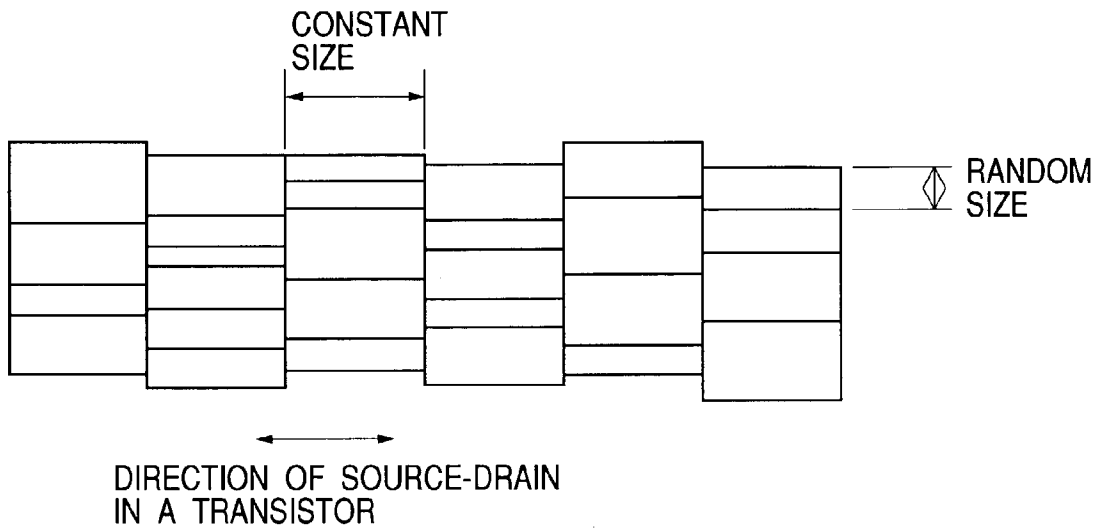 CONSTANT
SIZE
RANDOM
SIZE
DIRECTION OF SOURCE-DRAIN
IN A TRANSISTOR